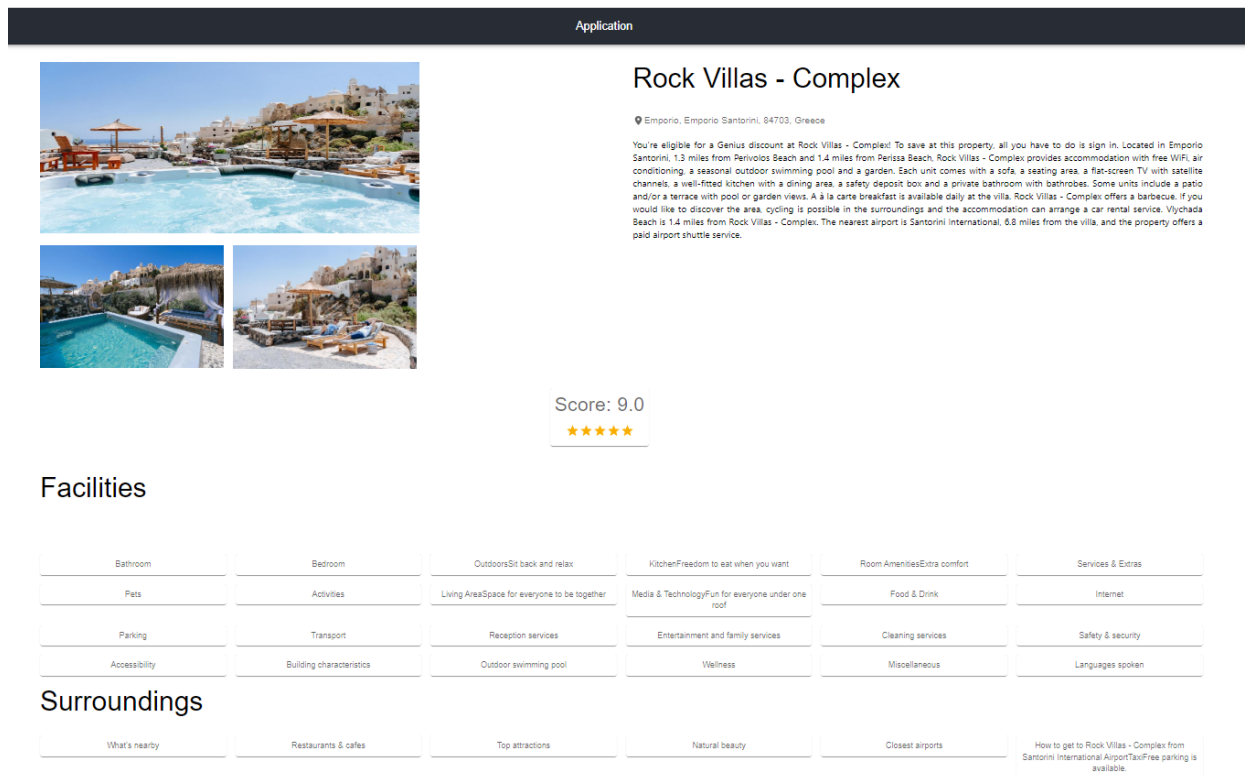 Application
Rock Villas - Complex
Emporio, Emporio Santorini, 84703, Greece
You're eligible for a Genius discount at Rock Villas - Complex! To save at this property, all you have to do is sign in. Located in Emporio
Santorini, 1.3 miles from Perivolos Beach and 1.4 miles from Perissa Beach, Rock Villas - Complex provides accommodation with free WiFi, air
conditioning, a seasonal outdoor swimming pool and a garden. Each unit comes with a sofa, a seating area, a flat-screen TV with satellite
channels, a well-fitted kitchen with a dining area, a safety deposit box and a private bathroom with bathrobes. Some units include a patio
and/or a terrace with pool or garden views. A à la carte breakfast is available daily at the villa. Rock Villas - Complex offers a barbecue. If you
would like to discover the area, cycling is possible in the surroundings and the accommodation can arrange a car rental service. Vlychada
Beach is 1.4 miles from Rock Villas - Complex. The nearest airport is Santorini International, 6.8 miles from the villa, and the property offers a
paid airport shuttle service.
Score: 9.0
Facilities
Bathroom
Bedroom
OutdoorsSit back and relax
KitchenFreedom to eat when you want
Room AmenitiesExtra comfort
Services & Extras
Pets
Activities
Living AreaSpace for everyone to be together
Media & TechnologyFun for everyone under one
roof
Food & Drink
Internet
Parking
Transport
Reception services
Entertainment and family services
Cleaning services
Safety & security
Accessibility
Building characteristics
Outdoor swimming pool
Wellness
Miscellaneous
Languages spoken
Surroundings
What's nearby
Restaurants & cafes
Top attractions
Natural beauty
Closest airports
How to get to Rock Villas - Complex from
Santorini International AirportTaxiFree parking is
available.